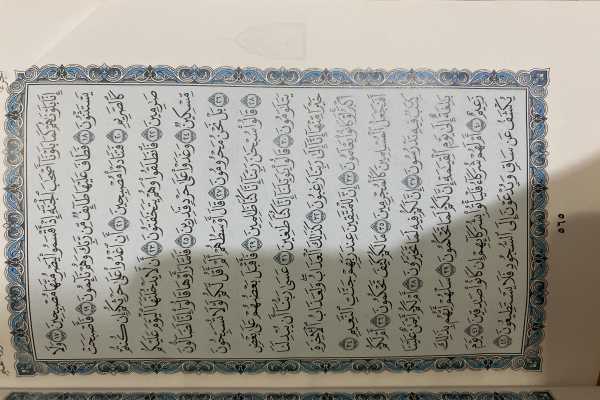 إِنَّا بَلَوْنَٰهُمْ كَمَا بَلَوْنَآ أَصْحَٰبَ ٱلْجَنَّةِ إِذْ أَقْسَمُوا۟ لَيَصْرِمُنَّهَا مُصْبِحِينَ ١٧ وَلَا
يَسْتَثْنُونَ ١٨ فَطَافَ عَلَيْهَا طَآئِفٌ مِّن رَّبِّكَ وَهُمْ نَآئِمُونَ ١٩ فَأَصْبَحَتْ
كَٱلصَّرِيمِ ٢٠ فَتَنَادَوْا۟ مُصْبِحِينَ ٢١ أَنِ ٱغْدُوا۟ عَلَىٰ حَرْثِكُمْ إِن كُنتُمْ
صَٰرِمِينَ ٢٢ فَٱنطَلَقُوا۟ وَهُمْ يَتَخَٰفَتُونَ ٢٣ أَن لَّا يَدْخُلَنَّهَا ٱلْيَوْمَ عَلَيْكُم
مِّسْكِينٌ ٢٤ وَغَدَوْا۟ عَلَىٰ حَرْدٍ قَٰدِرِينَ ٢٥ فَلَمَّا رَأَوْهَا قَالُوٓا۟ إِنَّا لَضَآلُّونَ
٢٦ بَلْ نَحْنُ مَحْرُومُونَ ٢٧ قَالَ أَوْسَطُهُمْ أَلَمْ أَقُل لَّكُمْ لَوْلَا تُسَبِّحُونَ
٢٨ قَالُوا۟ سُبْحَٰنَ رَبِّنَآ إِنَّا كُنَّا ظَٰلِمِينَ ٢٩ فَأَقْبَلَ بَعْضُهُمْ عَلَىٰ بَعْضٍ
يَتَلَٰوَمُونَ ٣٠ قَالُوا۟ يَٰوَيْلَنَآ إِنَّا كُنَّا طَٰغِينَ ٣١ عَسَىٰ رَبُّنَآ أَن يُبْدِلَنَا
خَيْرًا مِّنْهَآ إِنَّآ إِلَىٰ رَبِّنَا رَٰغِبُونَ ٣٢ كَذَٰلِكَ ٱلْعَذَابُ وَلَعَذَابُ ٱلْءَاخِرَةِ
أَكْبَرُ لَوْ كَانُوا۟ يَعْلَمُونَ ٣٣ إِنَّ لِلْمُتَّقِينَ عِندَ رَبِّهِمْ جَنَّٰتِ ٱلنَّعِيمِ ٣٤
أَفَنَجْعَلُ ٱلْمُسْلِمِينَ كَٱلْمُجْرِمِينَ ٣٥ مَا لَكُمْ كَيْفَ تَحْكُمُونَ ٣٦ أَمْ لَكُمْ
كِتَٰبٌ فِيهِ تَدْرُسُونَ ٣٧ إِنَّ لَكُمْ فِيهِ لَمَا تَخَيَّرُونَ ٣٨ أَمْ لَكُمْ أَيْمَٰنٌ عَلَيْنَا
بَٰلِغَةٌ إِلَىٰ يَوْمِ ٱلْقِيَٰمَةِ إِنَّ لَكُمْ لَمَا تَحْكُمُونَ ٣٩ سَلْهُمْ أَيُّهُم بِذَٰلِكَ
زَعِيمٌ ٤٠ أَمْ لَهُمْ شُرَكَآءُ فَلْيَأْتُوا۟ بِشُرَكَآئِهِمْ إِن كَانُوا۟ صَٰدِقِينَ ٤١ يَوْمَ
يُكْشَفُ عَن سَاقٍ وَيُدْعَوْنَ إِلَى ٱلسُّجُودِ فَلَا يَسْتَطِيعُونَ ٤٢
٥٦٥